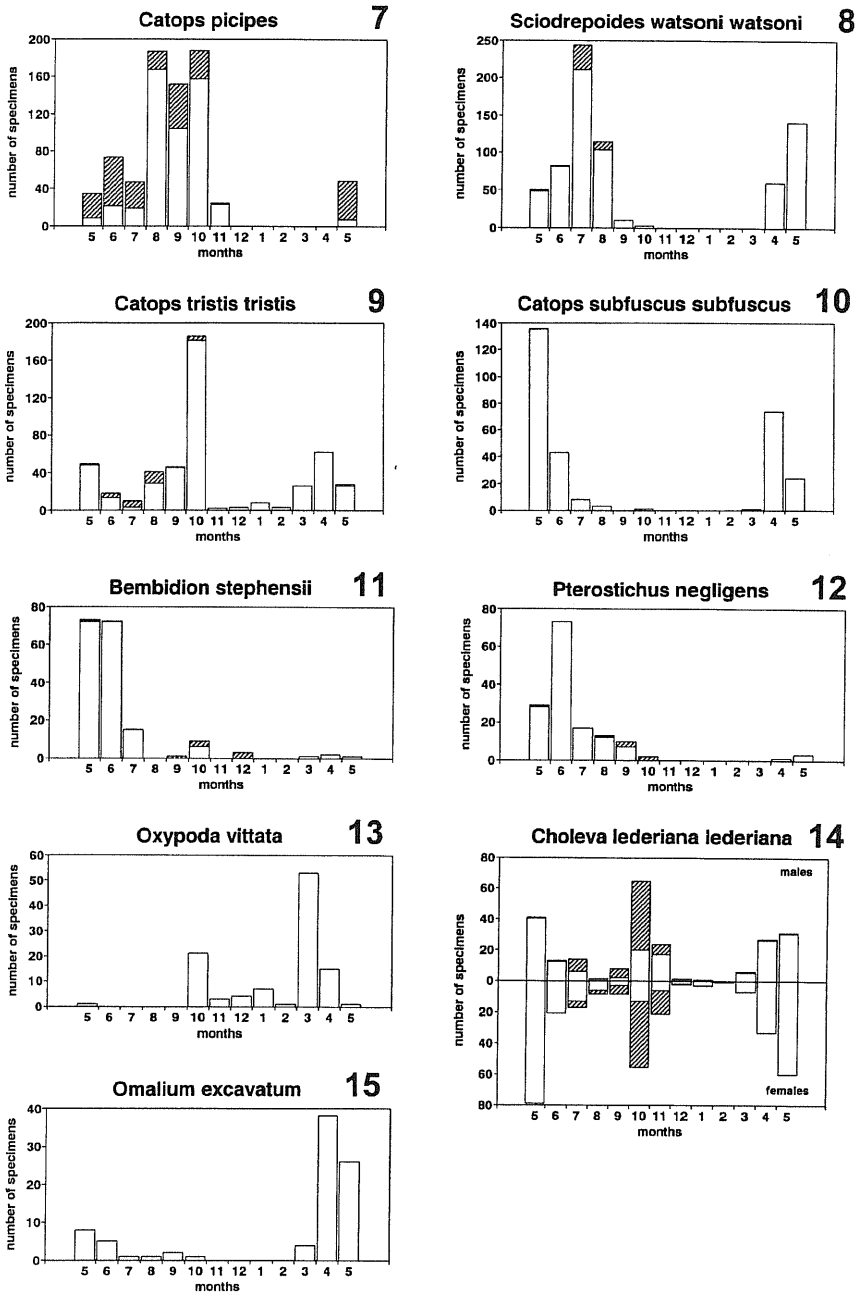 Catops picipes 7
number of specimens
200
160
120
80
40
0
5 6 7 8 9 10 11 12 1 2 3 4 5
months
Sciodrepoides watsoni watsoni 8
number of specimens
250
200
150
100
50
0
5 6 7 8 9 10 11 12 1 2 3 4 5
months
Catops tristis tristis 9
number of specimens
200
160
120
80
40
0
5 6 7 8 9 10 11 12 1 2 3 4 5
months
Catops subfuscus subfuscus 10
number of specimens
140
120
100
80
60
40
20
0
5 6 7 8 9 10 11 12 1 2 3 4 5
months
Bembidion stephensii 11
number of specimens
80
60
40
20
0
5 6 7 8 9 10 11 12 1 2 3 4 5
months
Pterostichus negligens 12
number of specimens
80
60
40
20
0
5 6 7 8 9 10 11 12 1 2 3 4 5
months
Oxypoda vittata 13
number of specimens
60
50
40
30
20
10
0
5 6 7 8 9 10 11 12 1 2 3 4 5
months
Choleva lederiana lederiana 14
number of specimens
number of specimens
80
60
40
20
0
20
40
60
80
males
females
5 6 7 8 9 10 11 12 1 2 3 4 5
months
Omalium excavatum 15
number of specimens
40
30
20
10
0
5 6 7 8 9 10 11 12 1 2 3 4 5
months